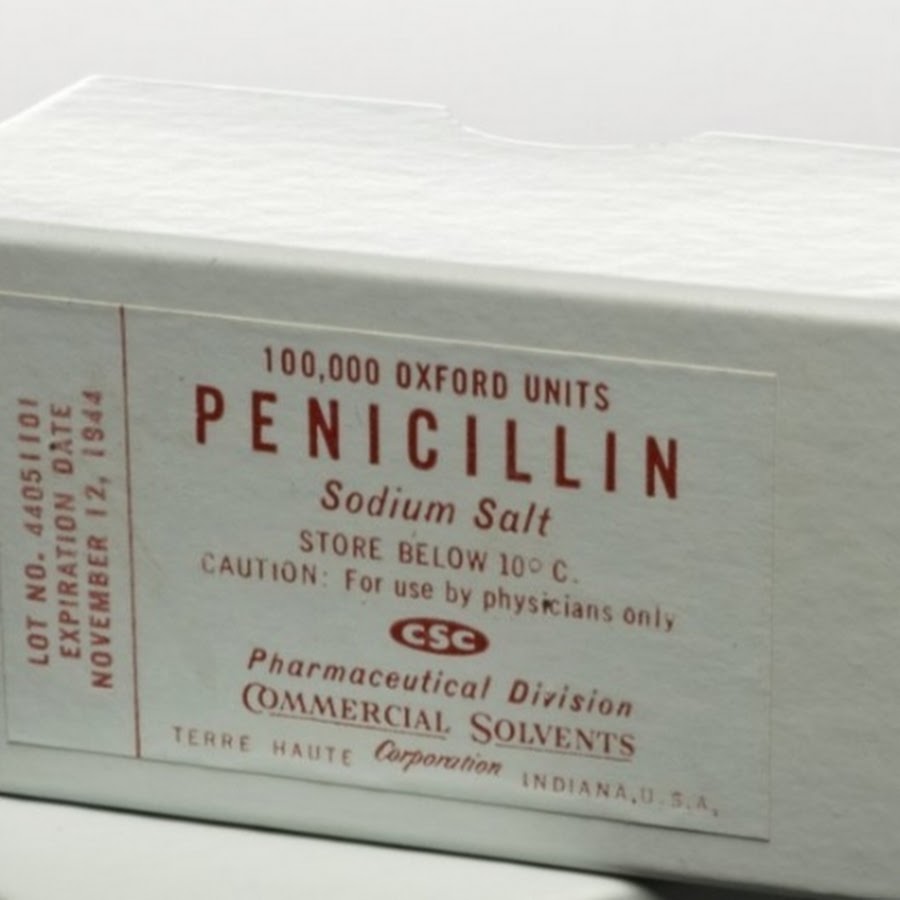 LOT NO. 44051101
EXPIRATION DATE
NOVEMBER 12, 1944
100,000 OXFORD UNITS
PENICILLIN
Sodium Salt
STORE BELOW 10° C.
CAUTION: For use by physicians only
CSC
Pharmaceutical Division
COMMERCIAL SOLVENTS
TERRE HAUTE Corporation INDIANA, U.S.A.